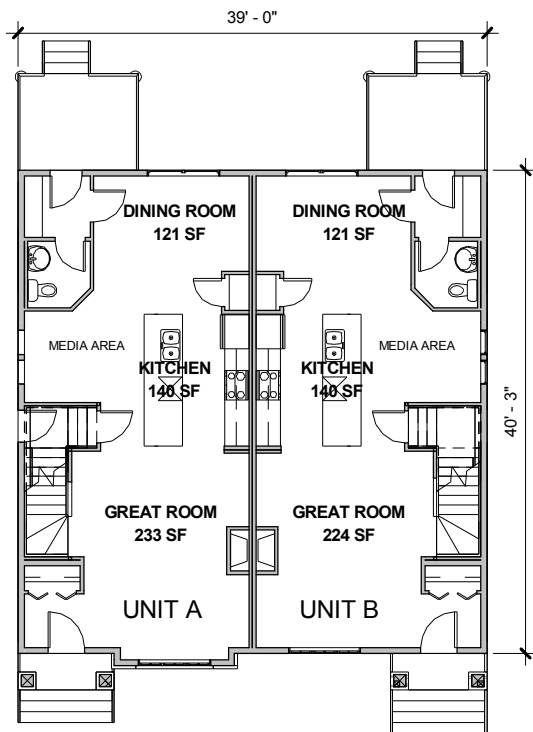 39' - 0"
DINING ROOM
121 SF
DINING ROOM
121 SF
MEDIA AREA
KITCHEN
140 SF
KITCHEN
140 SF
MEDIA AREA
40' - 3"
GREAT ROOM
233 SF
GREAT ROOM
224 SF
UNIT A
UNIT B